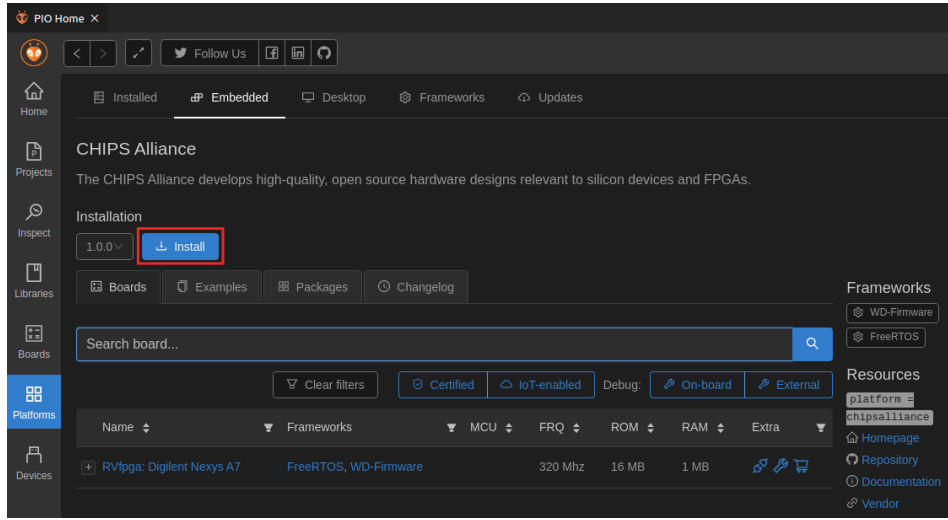 PIO Home
Follow Us
Home
Projects
Inspect
Libraries
Boards
Platforms
Devices
Installed
Embedded
Desktop
Frameworks
Updates
CHIPS Alliance
The CHIPS Alliance develops high-quality, open source hardware designs relevant to silicon devices and FPGAs.
Installation
1.0.0
Install
Boards
Examples
Packages
Changelog
Search board...
Clear filters
Certified
IoT-enabled
Debug:
On-board
External
Name Frameworks MCU FRQ ROM RAM Extra
RVfpga: Digilent Nexys A7 FreeRTOS, WD-Firmware 320 Mhz 16 MB 1 MB
Frameworks
WD-Firmware
FreeRTOS
Resources
platform =
chipsalliance
Homepage
Repository
Documentation
Vendor